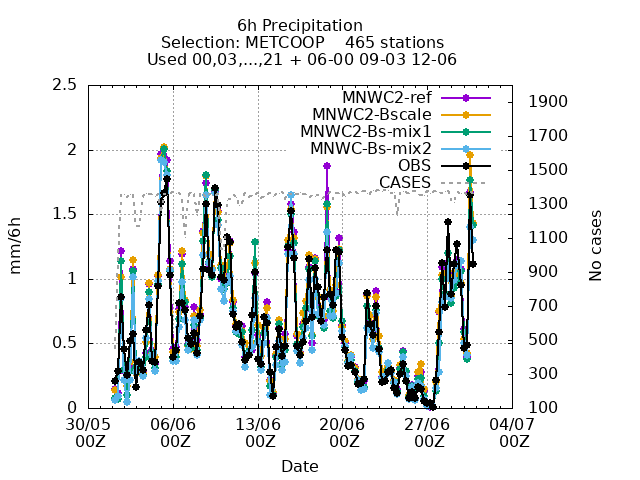 6h Precipitation
Selection: METCOOP    465 stations
Used 00,03,...,21 + 06-00 09-03 12-06
MNWC2-ref
MNWC2-Bscale
MNWC2-Bs-mix1
MNWC-Bs-mix2
OBS
CASES
mm/6h
2.5
2
1.5
1
0.5
0
No cases
1900
1700
1500
1300
1100
900
700
500
300
100
30/05 06/06 13/06 20/06 27/06 04/07
00Z 00Z 00Z 00Z 00Z 00Z
Date